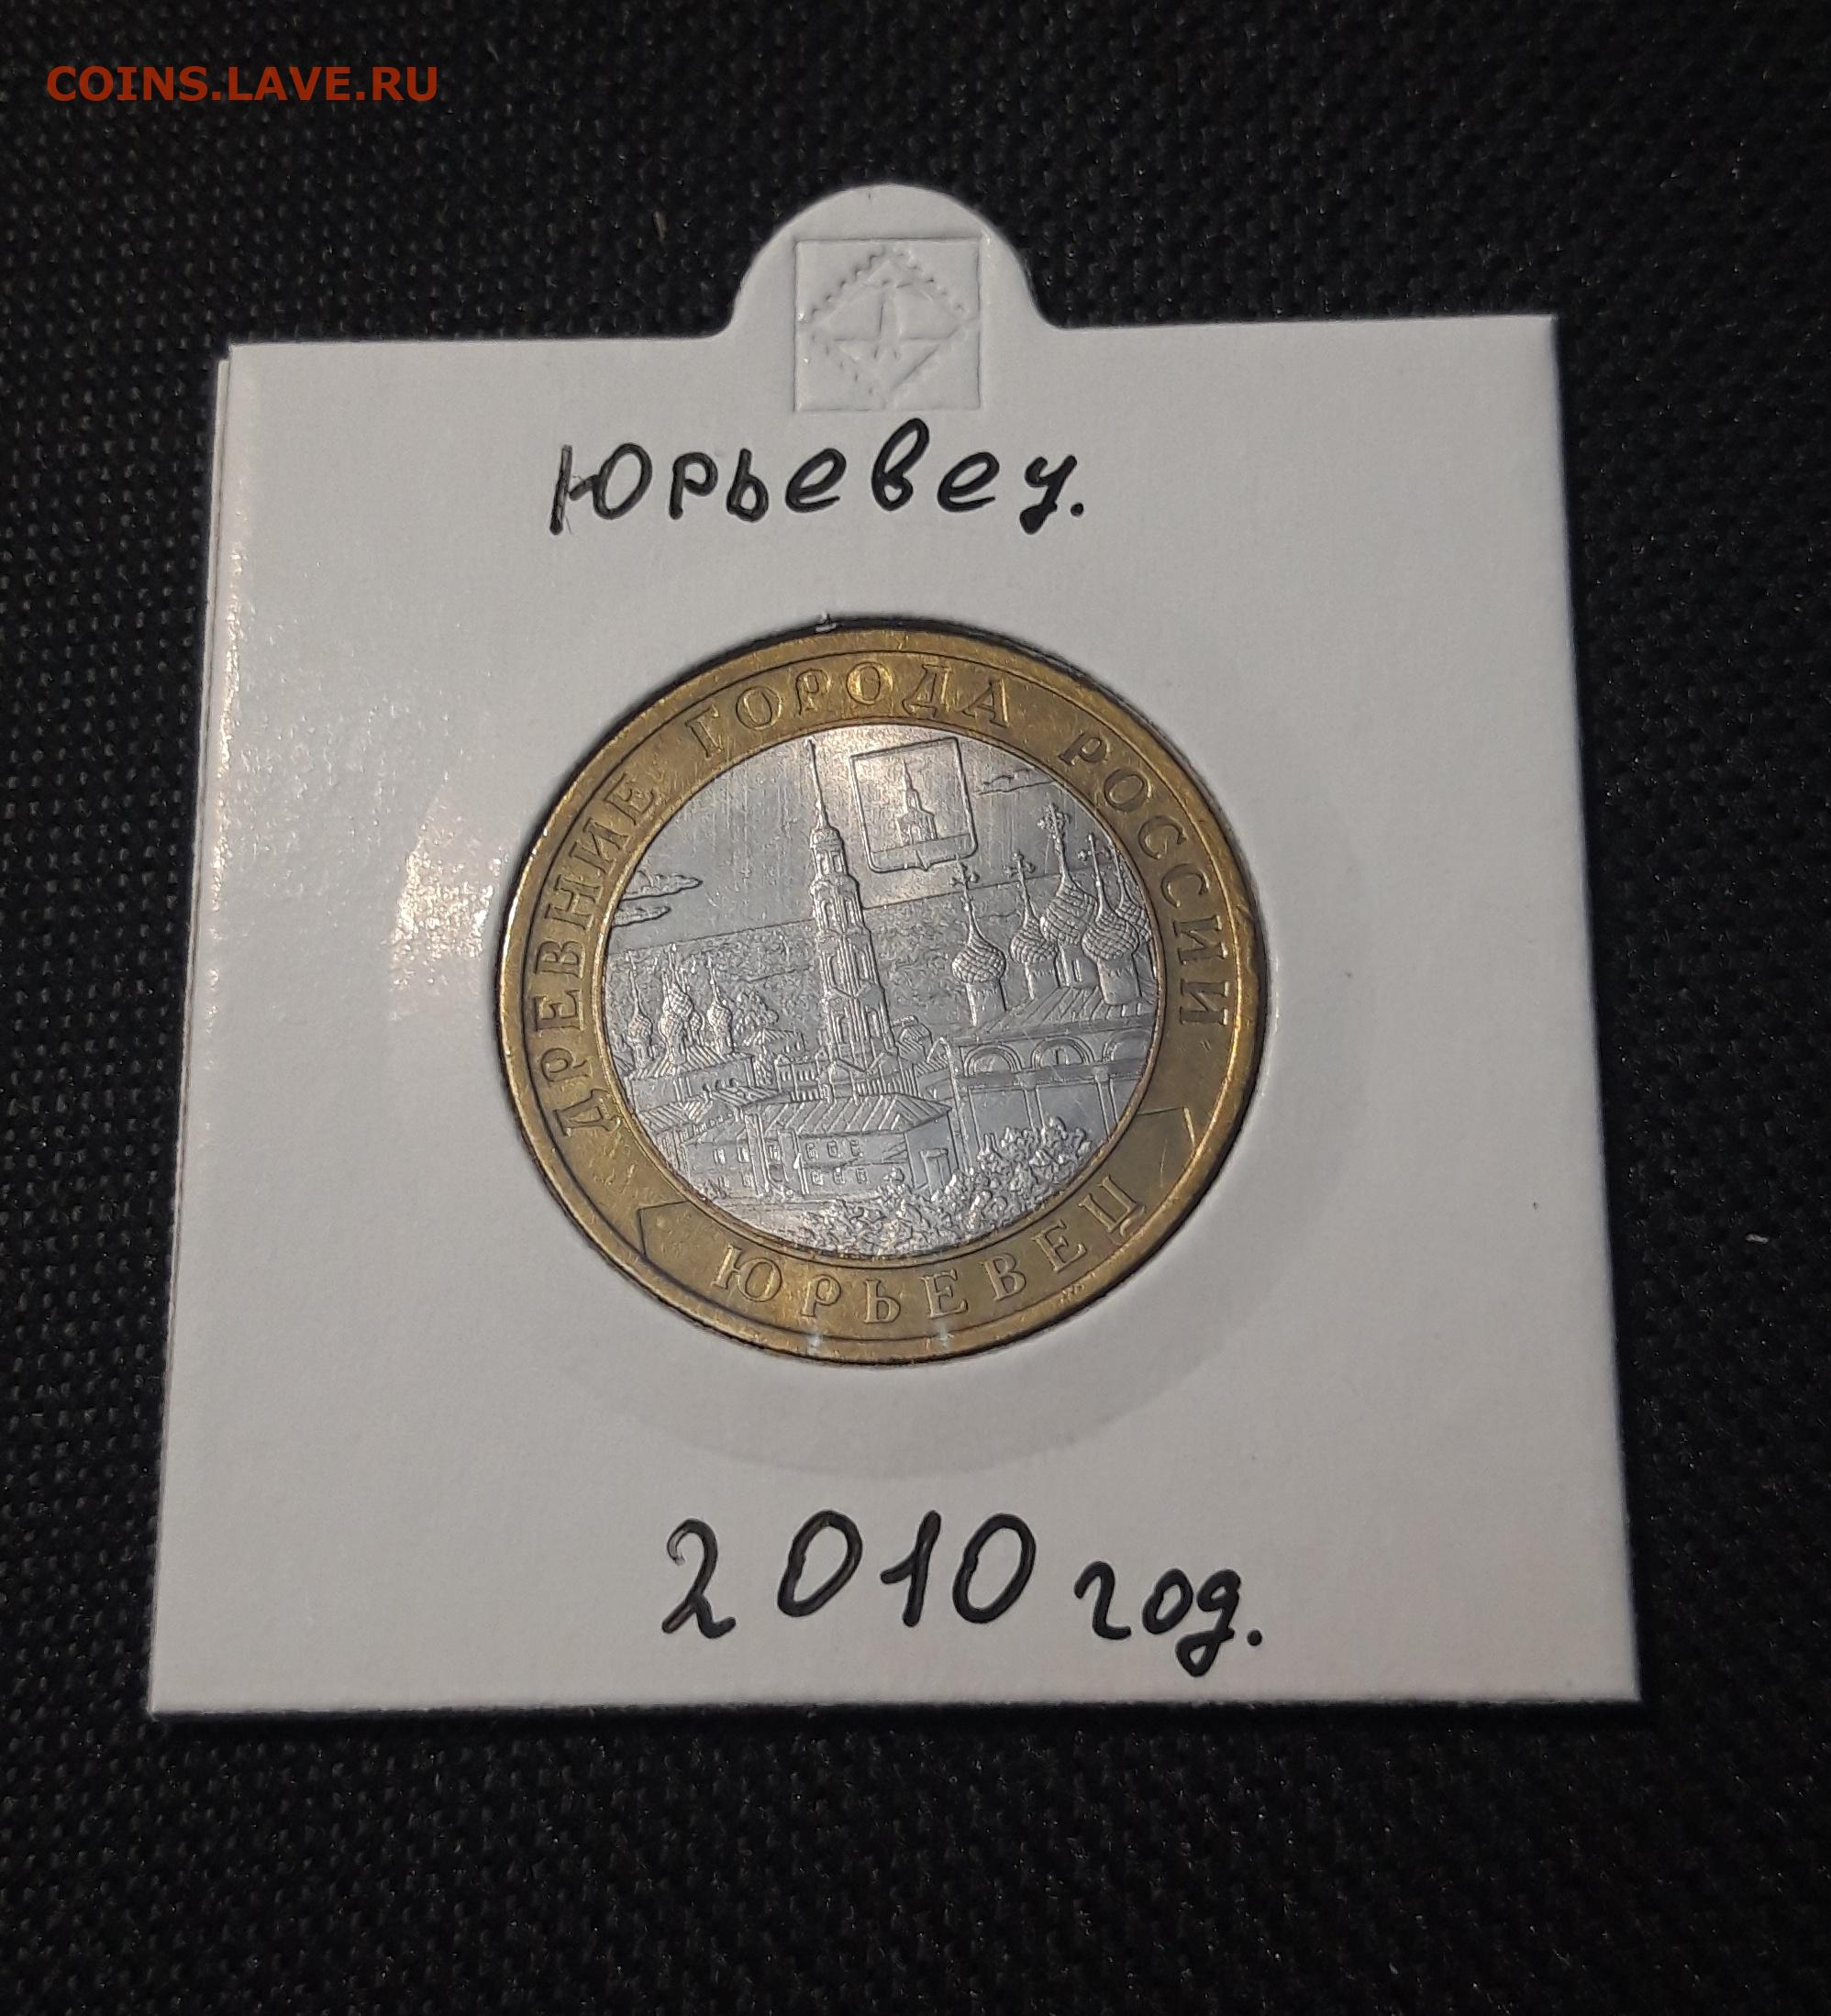 COINS.LAVE.RU
Юрьевец.
ДРЕВНИЕ ГОРОДА РОССИИ
ЮРЬЕВЕЦ
2010 год.